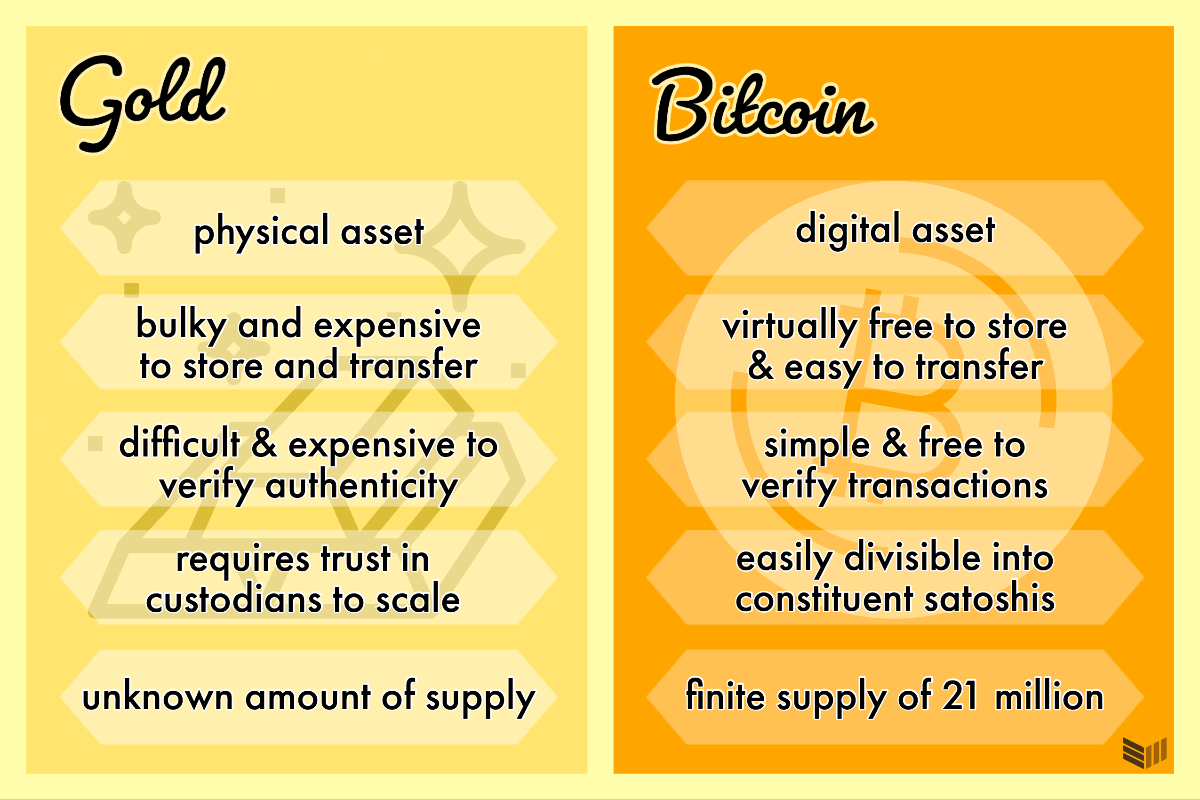 Gold
physical asset
bulky and expensive
to store and transfer
difficult & expensive to
verify authenticity
requires trust in
custodians to scale
unknown amount of supply
Bitcoin
digital asset
virtually free to store
& easy to transfer
simple & free to
verify transactions
easily divisible into
constituent satoshis
finite supply of 21 million